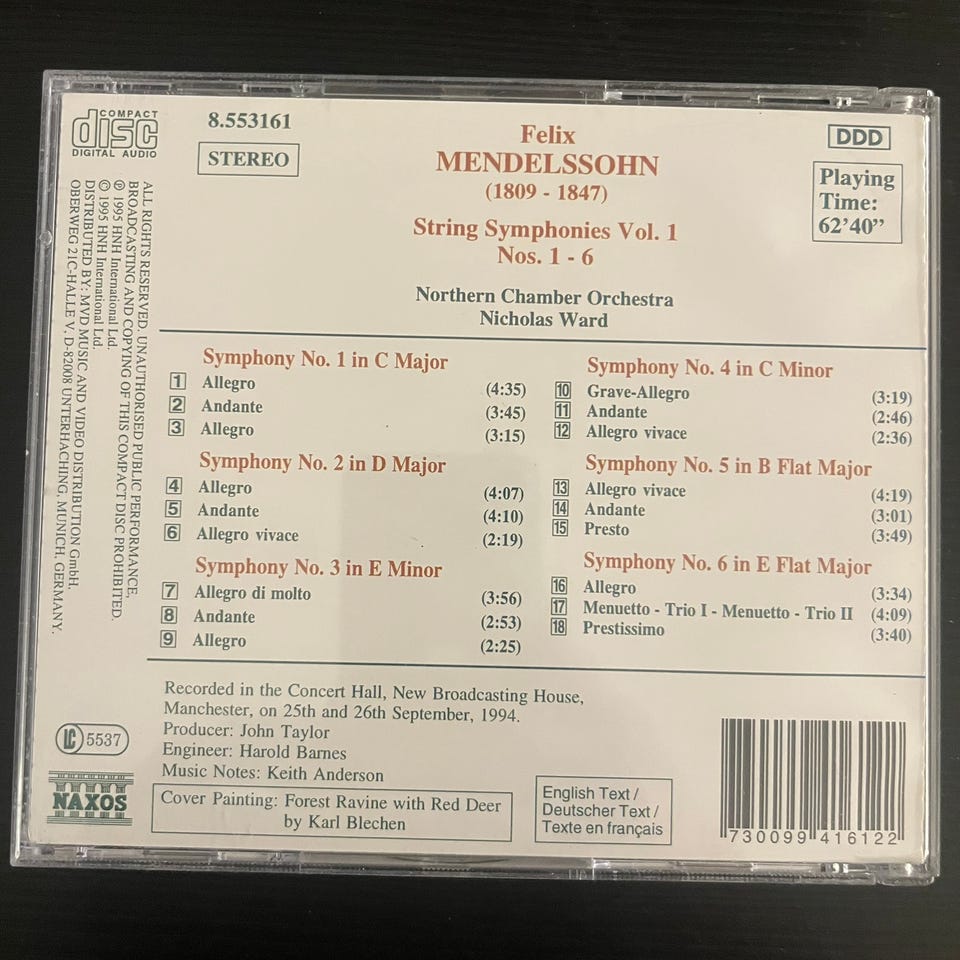 COMPACT
disc
DIGITAL AUDIO
8.553161
STEREO
Felix
MENDELSSOHN
(1809 - 1847)
String Symphonies Vol. 1
Nos. 1 - 6
Northern Chamber Orchestra
Nicholas Ward
DDD
Playing
Time:
62'40”
ALL RIGHTS RESERVED. UNAUTHORISED PUBLIC PERFORMANCE,
BROADCASTING AND COPYING OF THIS COMPACT DISC PROHIBITED.
℗ 1995 HNH International Ltd.
© 1995 HNH International Ltd.
DISTRIBUTED BY: MVD MUSIC AND VIDEO DISTRIBUTION GmbH,
OBERWEG 21C-HALLE V, D-82008 UNTERHACHING, MUNICH, GERMANY.
Symphony No. 1 in C Major
1 Allegro (4:35)
2 Andante (3:45)
3 Allegro (3:15)
Symphony No. 2 in D Major
4 Allegro (4:07)
5 Andante (4:10)
6 Allegro vivace (2:19)
Symphony No. 3 in E Minor
7 Allegro di molto (3:56)
8 Andante (2:53)
9 Allegro (2:25)
Symphony No. 4 in C Minor
10 Grave-Allegro (3:19)
11 Andante (2:46)
12 Allegro vivace (2:36)
Symphony No. 5 in B Flat Major
13 Allegro vivace (4:19)
14 Andante (3:01)
15 Presto (3:49)
Symphony No. 6 in E Flat Major
16 Allegro (3:34)
17 Menuetto - Trio I - Menuetto - Trio II (4:09)
18 Prestissimo (3:40)
Recorded in the Concert Hall, New Broadcasting House,
Manchester, on 25th and 26th September, 1994.
Producer: John Taylor
Engineer: Harold Barnes
Music Notes: Keith Anderson
Cover Painting: Forest Ravine with Red Deer
by Karl Blechen
LC 5537
NAXOS
English Text /
Deutscher Text /
Texte en français
7 30099 41612 2